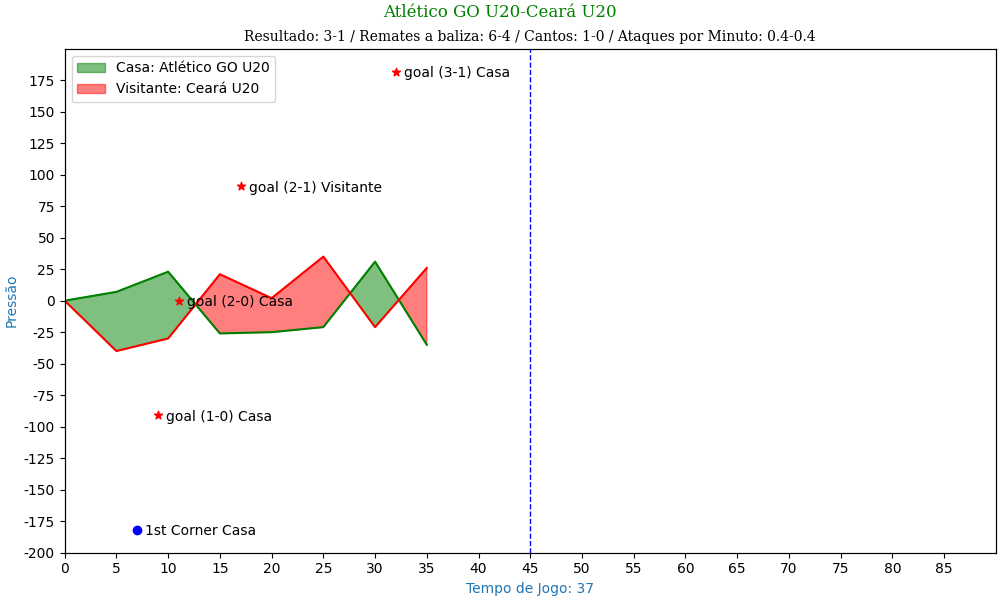 Atlético GO U20-Ceará U20
Resultado: 3-1 / Remates a baliza: 6-4 / Cantos: 1-0 / Ataques por Minuto: 0.4-0.4
Casa: Atlético GO U20
Visitante: Ceará U20
goal (3-1) Casa
goal (2-1) Visitante
goal (2-0) Casa
goal (1-0) Casa
1st Corner Casa
Pressão
175
150
125
100
75
50
25
0
-25
-50
-75
-100
-125
-150
-175
-200
0 5 10 15 20 25 30 35 40 45 50 55 60 65 70 75 80 85
Tempo de Jogo: 37